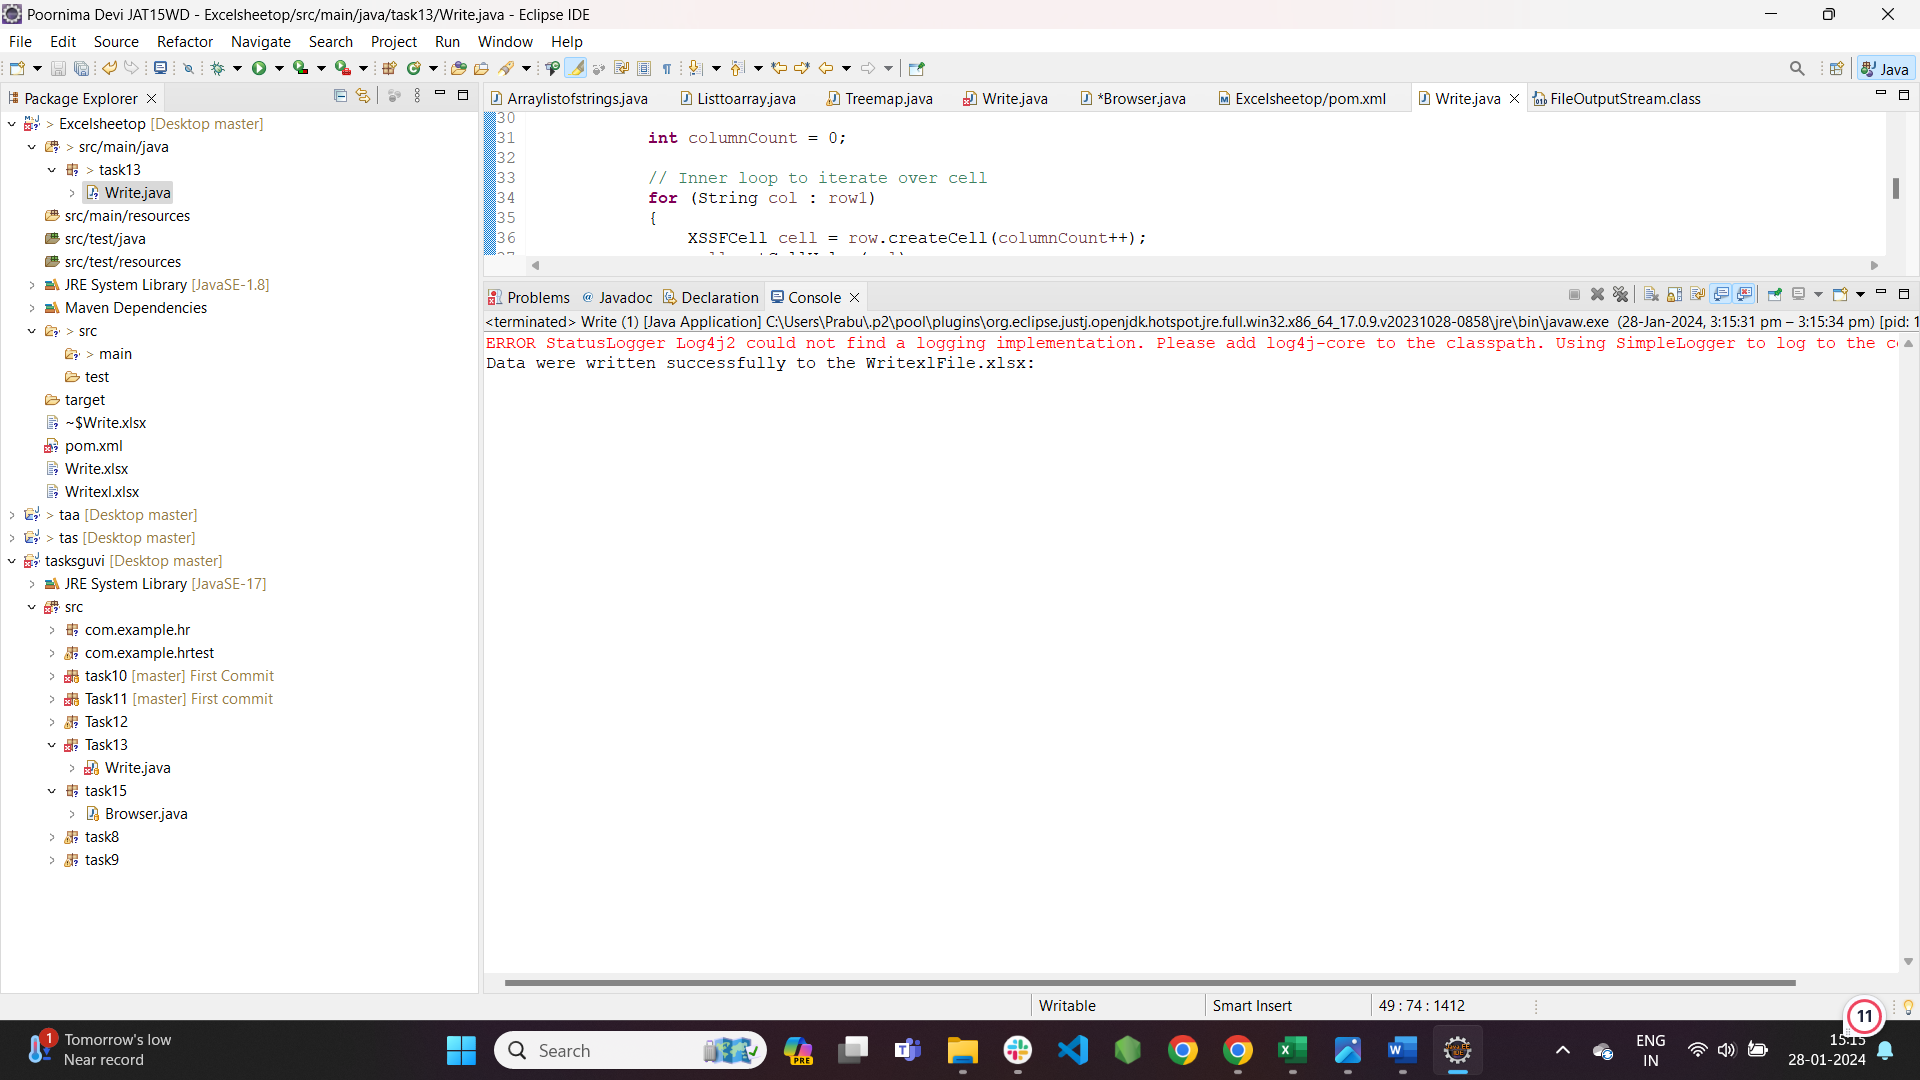 Poornima Devi JAT15WD - Excelsheetop/src/main/java/task13/Write.java - Eclipse IDE
File Edit Source Refactor Navigate Search Project Run Window Help
Java
Package Explorer
> Excelsheetop [Desktop master]
> src/main/java
> task13
Write.java
src/main/resources
src/test/java
src/test/resources
JRE System Library [JavaSE-1.8]
Maven Dependencies
> src
> main
test
target
~$Write.xlsx
pom.xml
Write.xlsx
Writexl.xlsx
> taa [Desktop master]
> tas [Desktop master]
tasksguvi [Desktop master]
JRE System Library [JavaSE-17]
src
com.example.hr
com.example.hrtest
task10 [master] First Commit
Task11 [master] First commit
Task12
Task13
Write.java
task15
Browser.java
task8
task9
Arraylistofstrings.java Listtoarray.java Treemap.java Write.java *Browser.java Excelsheetop/pom.xml Write.java FileOutputStream.class
30
31 int columnCount = 0;
32
33 // Inner loop to iterate over cell
34 for (String col : row1)
35 {
36 XSSFCell cell = row.createCell(columnCount++);
Problems @ Javadoc Declaration Console
<terminated> Write (1) [Java Application] C:\Users\Prabu\.p2\pool\plugins\org.eclipse.justj.openjdk.hotspot.jre.full.win32.x86_64_17.0.9.v20231028-0858\jre\bin\javaw.exe (28-Jan-2024, 3:15:31 pm – 3:15:34 pm) [pid: 1
ERROR StatusLogger Log4j2 could not find a logging implementation. Please add log4j-core to the classpath. Using SimpleLogger to log to the c
Data were written successfully to the WritexlFile.xlsx:
Writable Smart Insert 49 : 74 : 1412
11
1
Tomorrow's low
Near record
Search
PRE
ENG
IN
15:15
28-01-2024